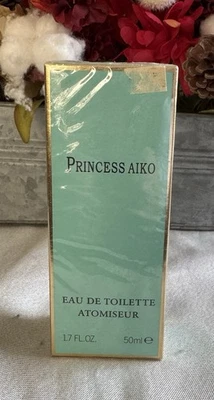 PRINCESS AIKO
EAU DE TOILETTE
ATOMISEUR
1.7 FL.OZ. 50ml ℮